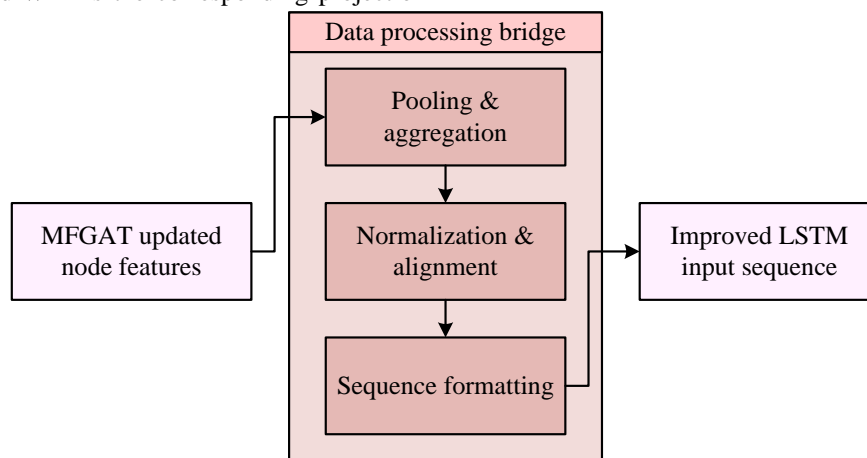 Data processing bridge
Pooling &
aggregation
MFGAT updated
node features
Normalization &
alignment
Improved LSTM
input sequence
Sequence formatting